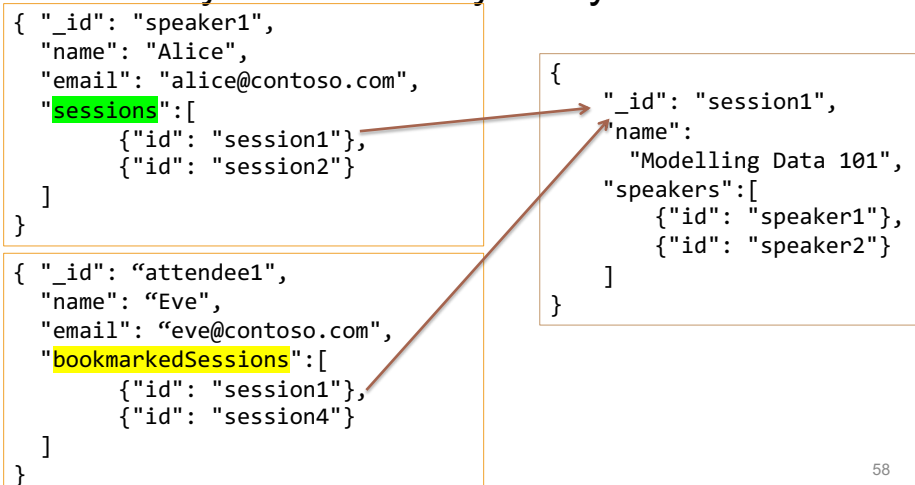 { "_id": "speaker1",
"name": "Alice",
"email": "alice@contoso.com",
"sessions":[
{"id": "session1"},
{"id": "session2"}
]
}
{ "_id": “attendee1",
"name": “Eve",
"email": “eve@contoso.com",
"bookmarkedSessions":[
{"id": "session1"},
{"id": "session4"}
]
}
{
"_id": "session1",
"name":
"Modelling Data 101",
"speakers":[
{"id": "speaker1"},
{"id": "speaker2"}
]
}
58